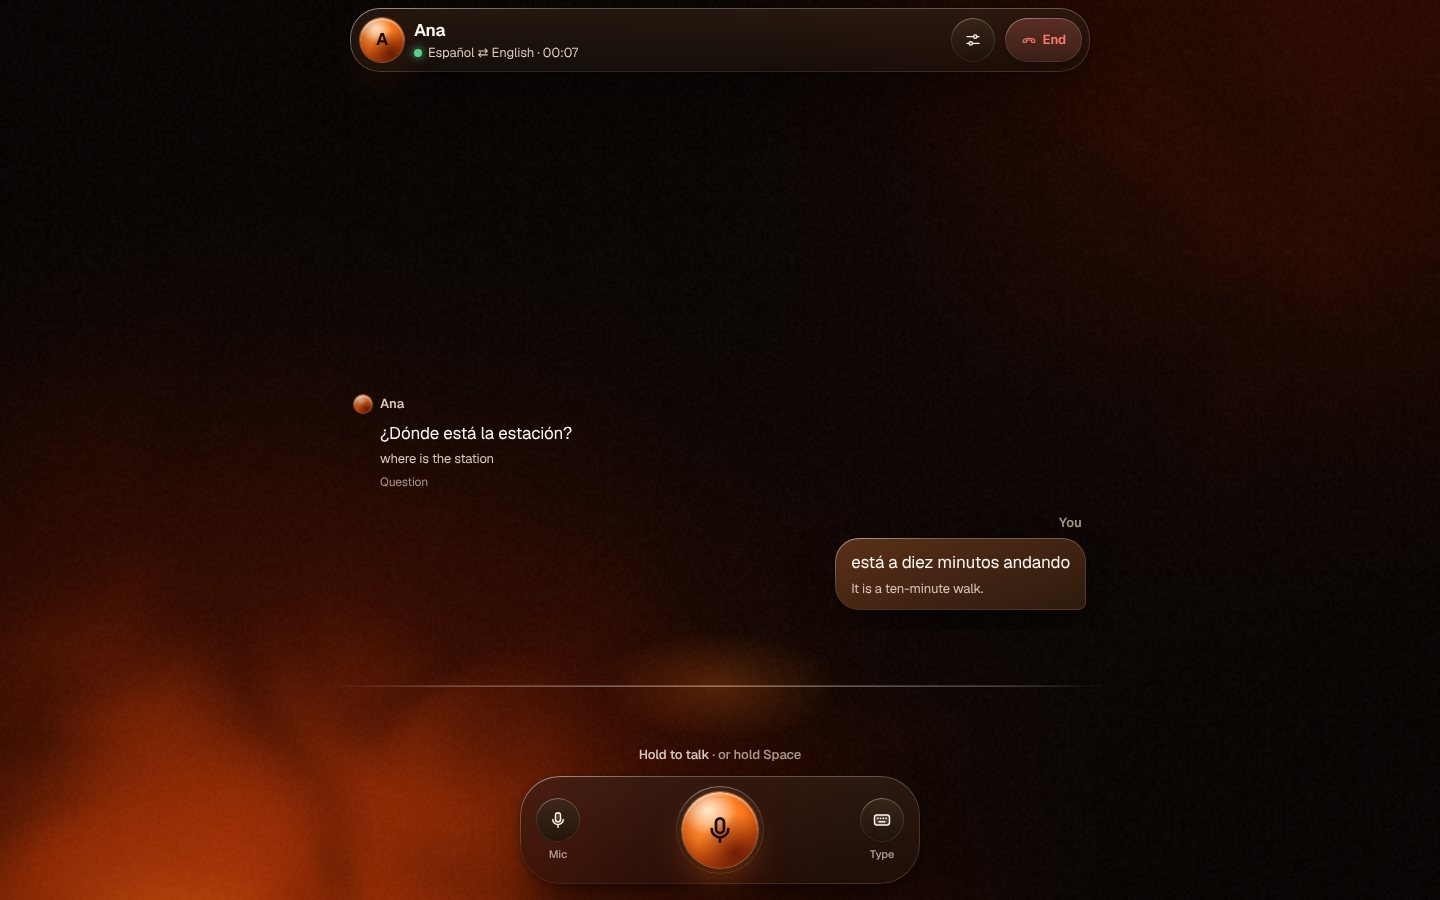 A
Ana
Español ⇄ English · 00:07
End
Ana
¿Dónde está la estación?
where is the station
Question
You
está a diez minutos andando
It is a ten-minute walk.
Hold to talk · or hold Space
Mic
Type